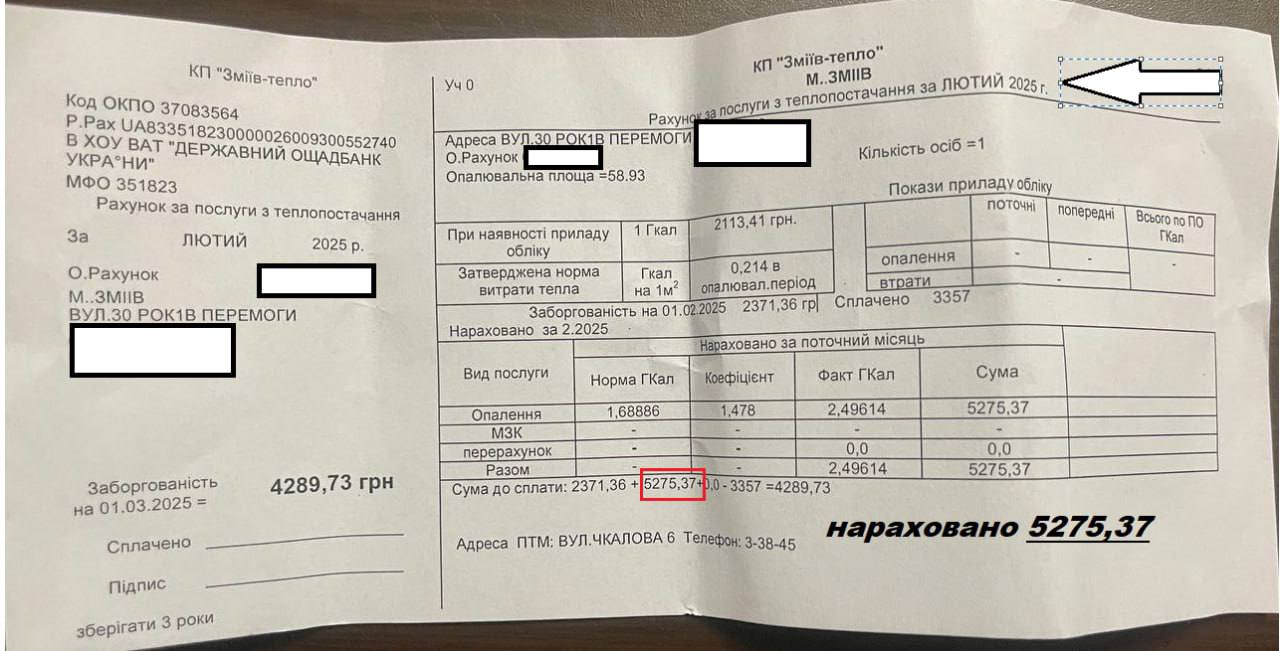 КП "Зміїв-тепло"
Код ОКПО 37083564
Р.Рах UA833518230000026009300552740
В ХОУ ВАТ "ДЕРЖАВНИЙ ОЩАДБАНК
УКРА°НИ"
МФО 351823
Рахунок за послуги з теплопостачання
За ЛЮТИЙ 2025 р.
О.Рахунок
М..ЗМІІВ
ВУЛ.30 РОК1В ПЕРЕМОГИ
Заборгованість
на 01.03.2025 = 4289,73 грн
Сплачено
Підпис
зберігати 3 роки
Уч 0
КП "Зміїв-тепло"
М..ЗМІІВ
Рахунок за послуги з теплопостачання за ЛЮТИЙ 2025 г.
Адреса ВУЛ.30 РОК1В ПЕРЕМОГИ
О.Рахунок
Опалювальна площа =58.93
Кількість осіб =1
Покази приладу обліку
поточні попередні Всього по ПО ГКал
опалення - - -
втрати -
При наявності приладу обліку 1 Гкал 2113,41 грн.
Затверджена норма витрати тепла Гкал на 1м² 0,214 в опалювал.період
Заборгованість на 01.02.2025 2371,36 гр Сплачено 3357
Нараховано за 2.2025
Нараховано за поточний місяць
Вид послуги Норма ГКал Коефіцієнт Факт ГКал Сума
Опалення 1,68886 1,478 2,49614 5275,37
МЗК - - - -
перерахунок - - 0,0 0,0
Разом - - 2,49614 5275,37
Сума до сплати: 2371,36 + 5275,37+0,0 - 3357 =4289,73
нараховано 5275,37
Адреса ПТМ: ВУЛ.ЧКАЛОВА 6 Телефон: 3-38-45